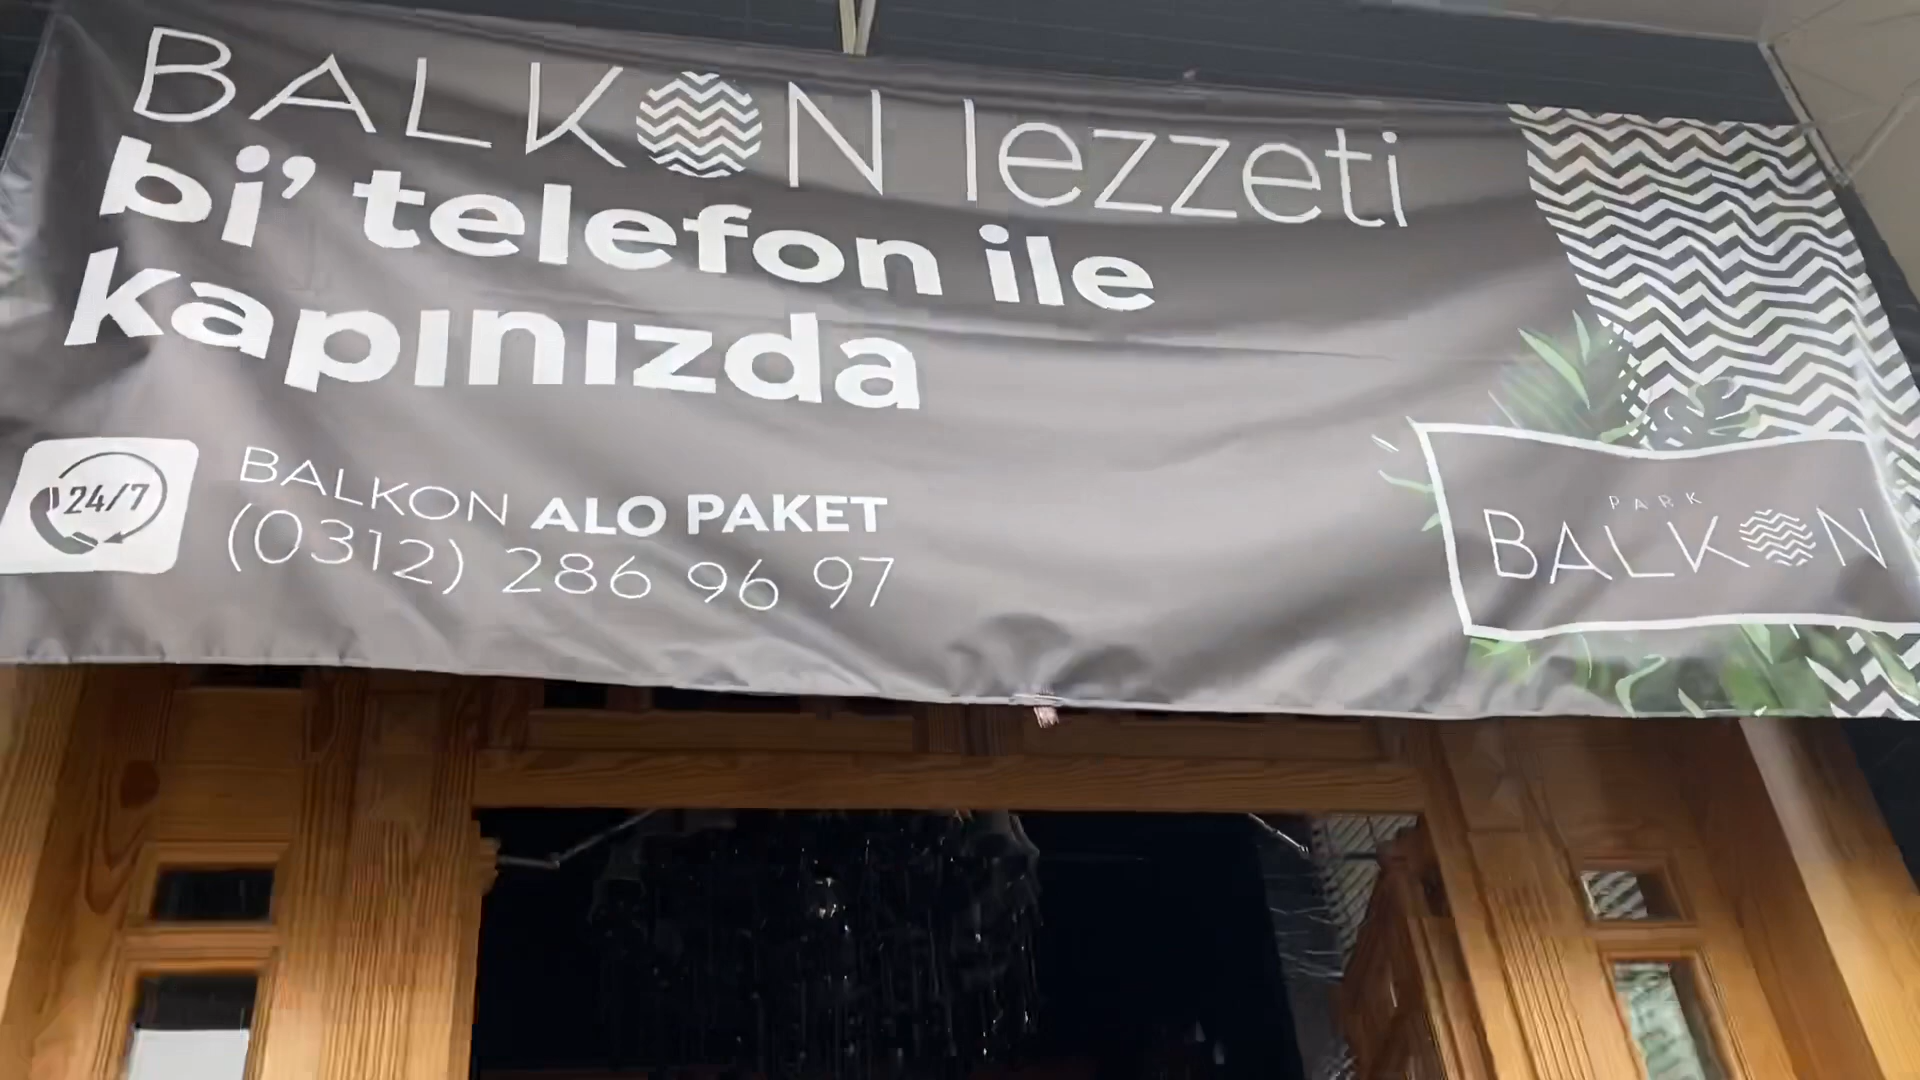 BALKON lezzeti
bi' telefon ile
kapınızda
24/7
BALKON ALO PAKET
(0312) 286 96 97
PARK
BALKON